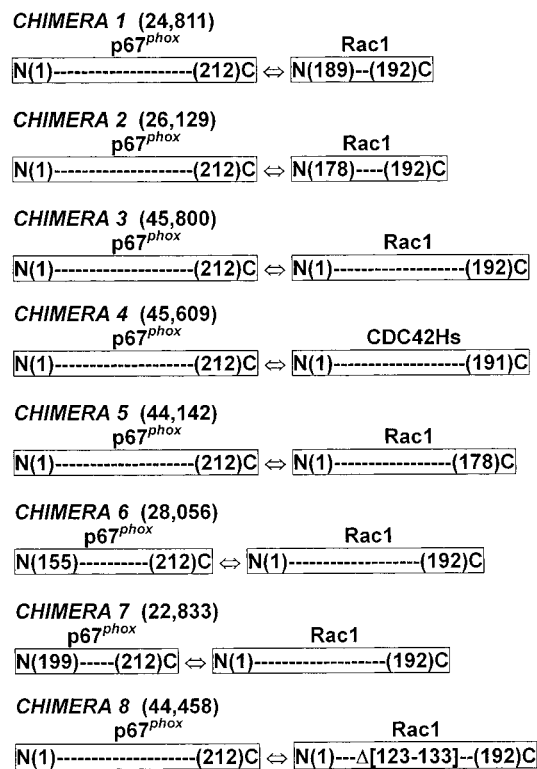 CHIMERA 1 (24,811)
p67phox Rac1
N(1)---------------------(212)C ⇔ N(189)--(192)C
CHIMERA 2 (26,129)
p67phox Rac1
N(1)---------------------(212)C ⇔ N(178)----(192)C
CHIMERA 3 (45,800)
p67phox Rac1
N(1)---------------------(212)C ⇔ N(1)--------------------(192)C
CHIMERA 4 (45,609)
p67phox CDC42Hs
N(1)---------------------(212)C ⇔ N(1)--------------------(191)C
CHIMERA 5 (44,142)
p67phox Rac1
N(1)---------------------(212)C ⇔ N(1)------------------(178)C
CHIMERA 6 (28,056)
p67phox Rac1
N(155)----------(212)C ⇔ N(1)--------------------(192)C
CHIMERA 7 (22,833)
p67phox Rac1
N(199)-----(212)C ⇔ N(1)--------------------(192)C
CHIMERA 8 (44,458)
p67phox Rac1
N(1)---------------------(212)C ⇔ N(1)---Δ[123-133]--(192)C